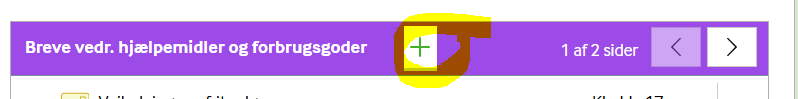 Breve vedr. hjælpemidler og forbrugsgoder
1 af 2 sider